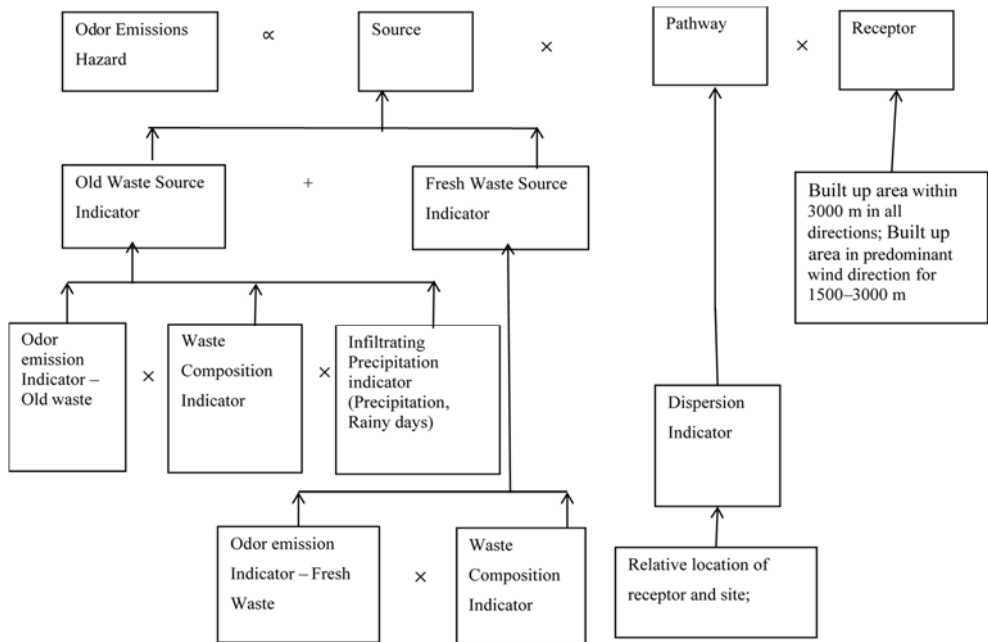 Odor Emissions
Hazard
∝
Source
×
Pathway
×
Receptor
Old Waste Source
Indicator
+
Fresh Waste Source
Indicator
Built up area within
3000 m in all
directions; Built up
area in predominant
wind direction for
1500–3000 m
Odor
emission
Indicator –
Old waste
×
Waste
Composition
Indicator
×
Infiltrating
Precipitation
indicator
(Precipitation,
Rainy days)
Dispersion
Indicator
Odor emission
Indicator – Fresh
Waste
×
Waste
Composition
Indicator
Relative location of
receptor and site;